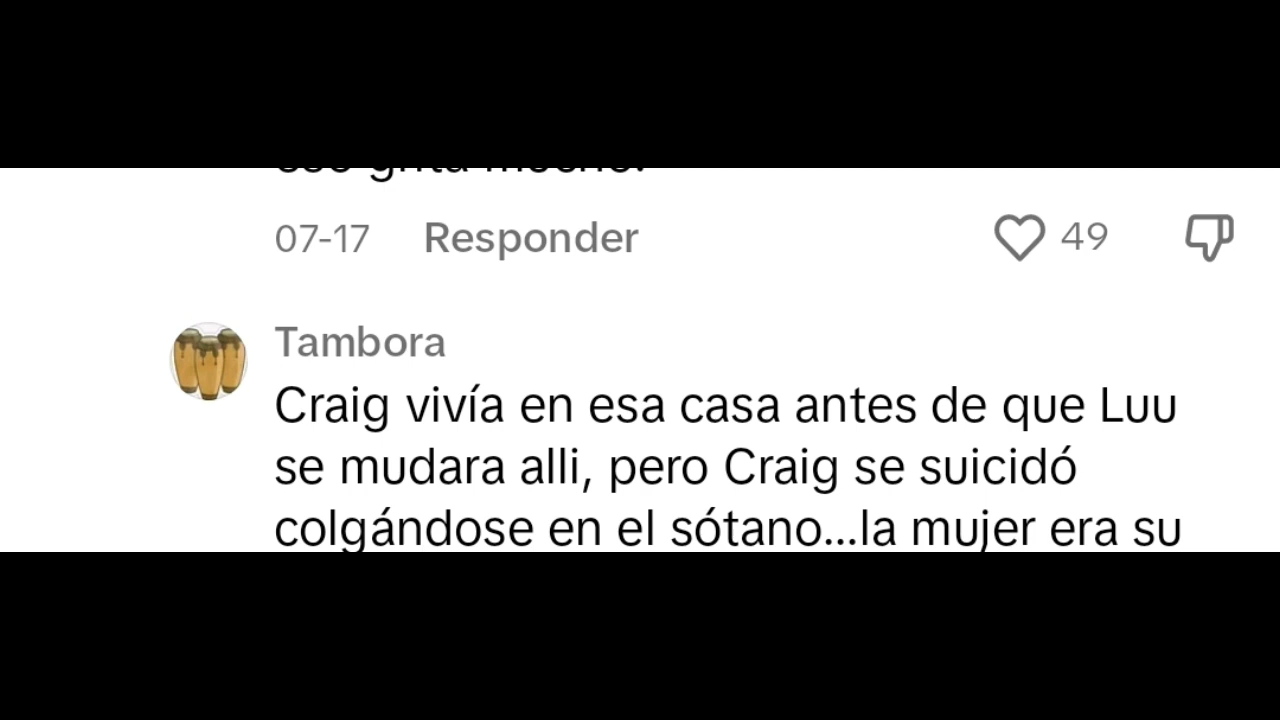 07-17 Responder 49
Tambora
Craig vivía en esa casa antes de que Luu
se mudara alli, pero Craig se suicidó
colgándose en el sótano...la mujer era su